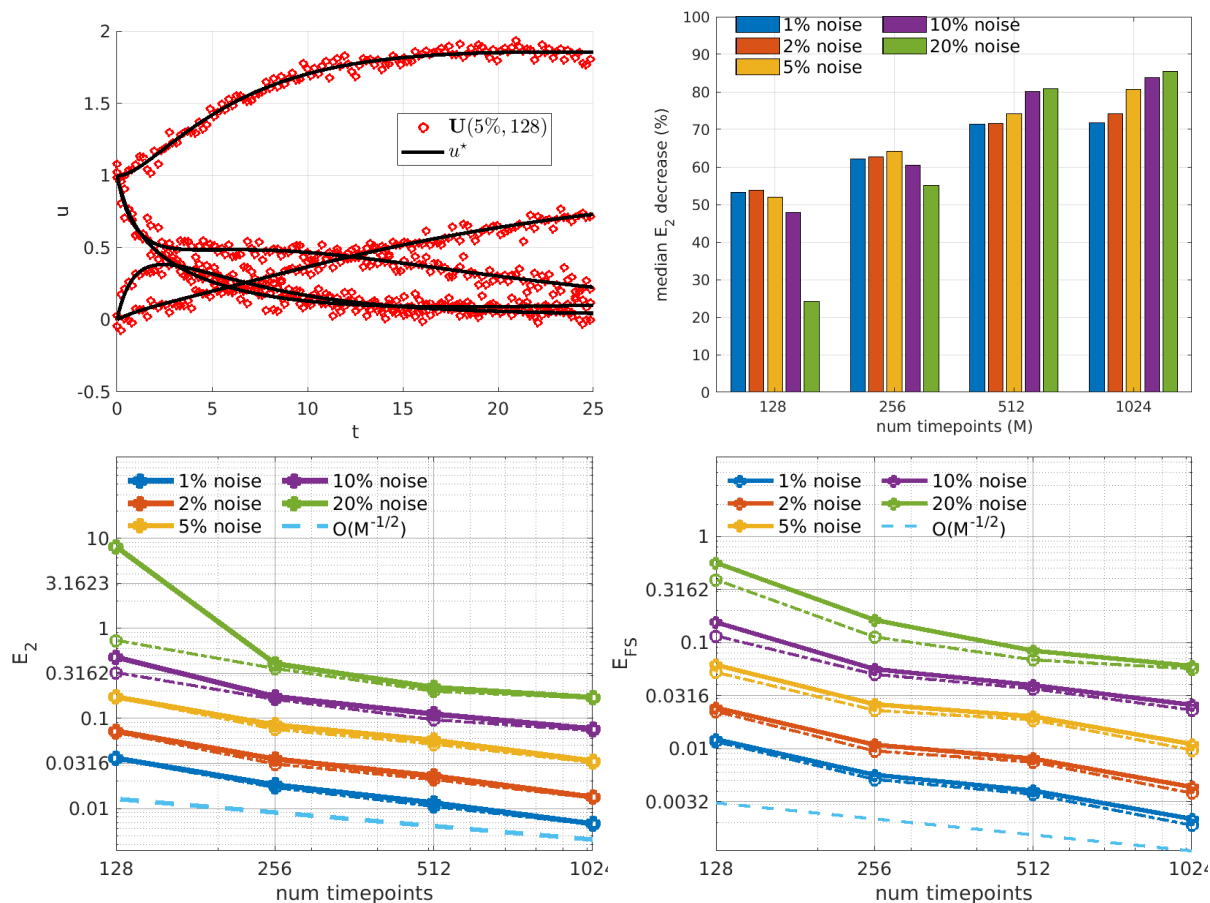 2
1.5
1
0.5
0
-0.5
u
0
5
10
15
20
25
t
U(5%, 128)
u⋆
100
90
80
70
60
50
40
30
20
10
0
median E2 decrease (%)
1% noise
2% noise
5% noise
10% noise
20% noise
128
256
512
1024
num timepoints (M)
10
3.1623
1
0.3162
0.1
0.0316
0.01
E2
1% noise
2% noise
5% noise
10% noise
20% noise
O(M-1/2)
128
256
512
1024
num timepoints
1
0.3162
0.1
0.0316
0.01
0.0032
EFS
1% noise
2% noise
5% noise
10% noise
20% noise
O(M-1/2)
128
256
512
1024
num timepoints